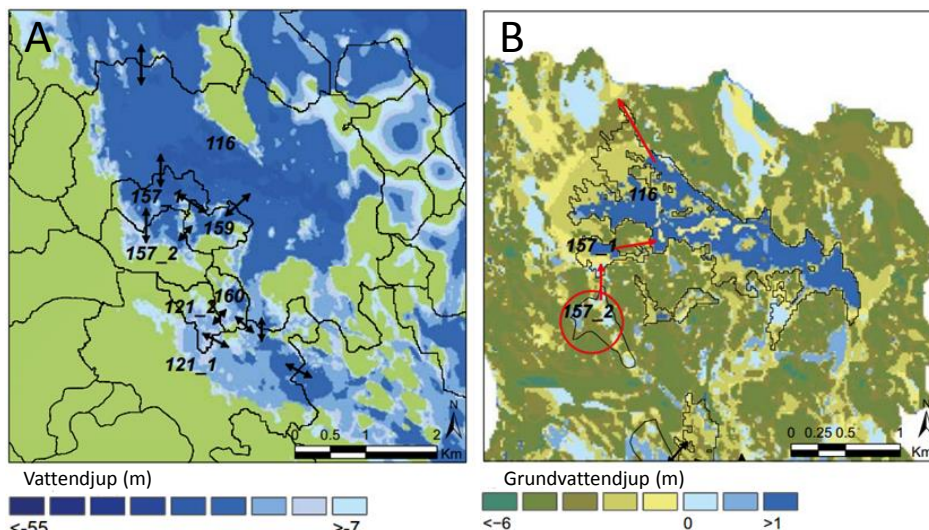 A
116
157_1
159
157_2
160
121_2
121_1
N
0 0.5 1 2
Km
Vattendjup (m)
<-55 >-7
B
116
157_1
157_2
N
0 0.25 0.5 1
Km
Grundvattendjup (m)
<-6 0 >1